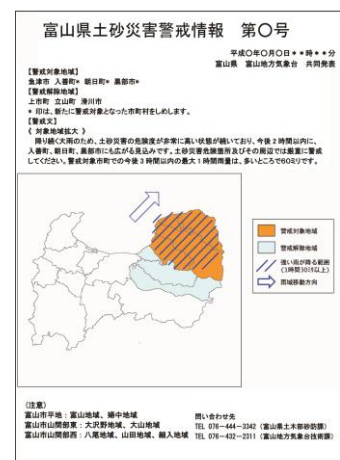 富山県土砂災害警戒情報　第〇号
平成〇年〇月〇日＊＊時＊＊分
富山県　富山地方気象台　共同発表
【警戒対象地域】
魚津市 入善町* 朝日町* 黒部市*
【警戒解除地域】
上市町 立山町 滑川市
* 印は、新たに警戒対象となった市町村をしめします。
【警戒文】
《 対象地域拡大 》
降り続く大雨のため、土砂災害の危険度が非常に高い状態が続いており、今後２時間以内に、
入善町、朝日町、黒部市にも広がる見込みです。土砂災害危険箇所及びその周辺では厳重に警戒
してください。警戒対象市町での今後３時間以内の最大１時間雨量は、多いところで60ミリです。
警戒対象地域
警戒解除地域
強い雨が降る範囲
(1時間30ミリ以上)
雨域移動方向
(注意)
富山市平地：富山地域、婦中地域
富山市山間部東：大沢野地域、大山地域
富山市山間部西：八尾地域、山田地域、細入地域
問い合わせ先
TEL 076-444-3342（富山県土木部砂防課）
TEL 076-432-2311（富山地方気象台技術課）